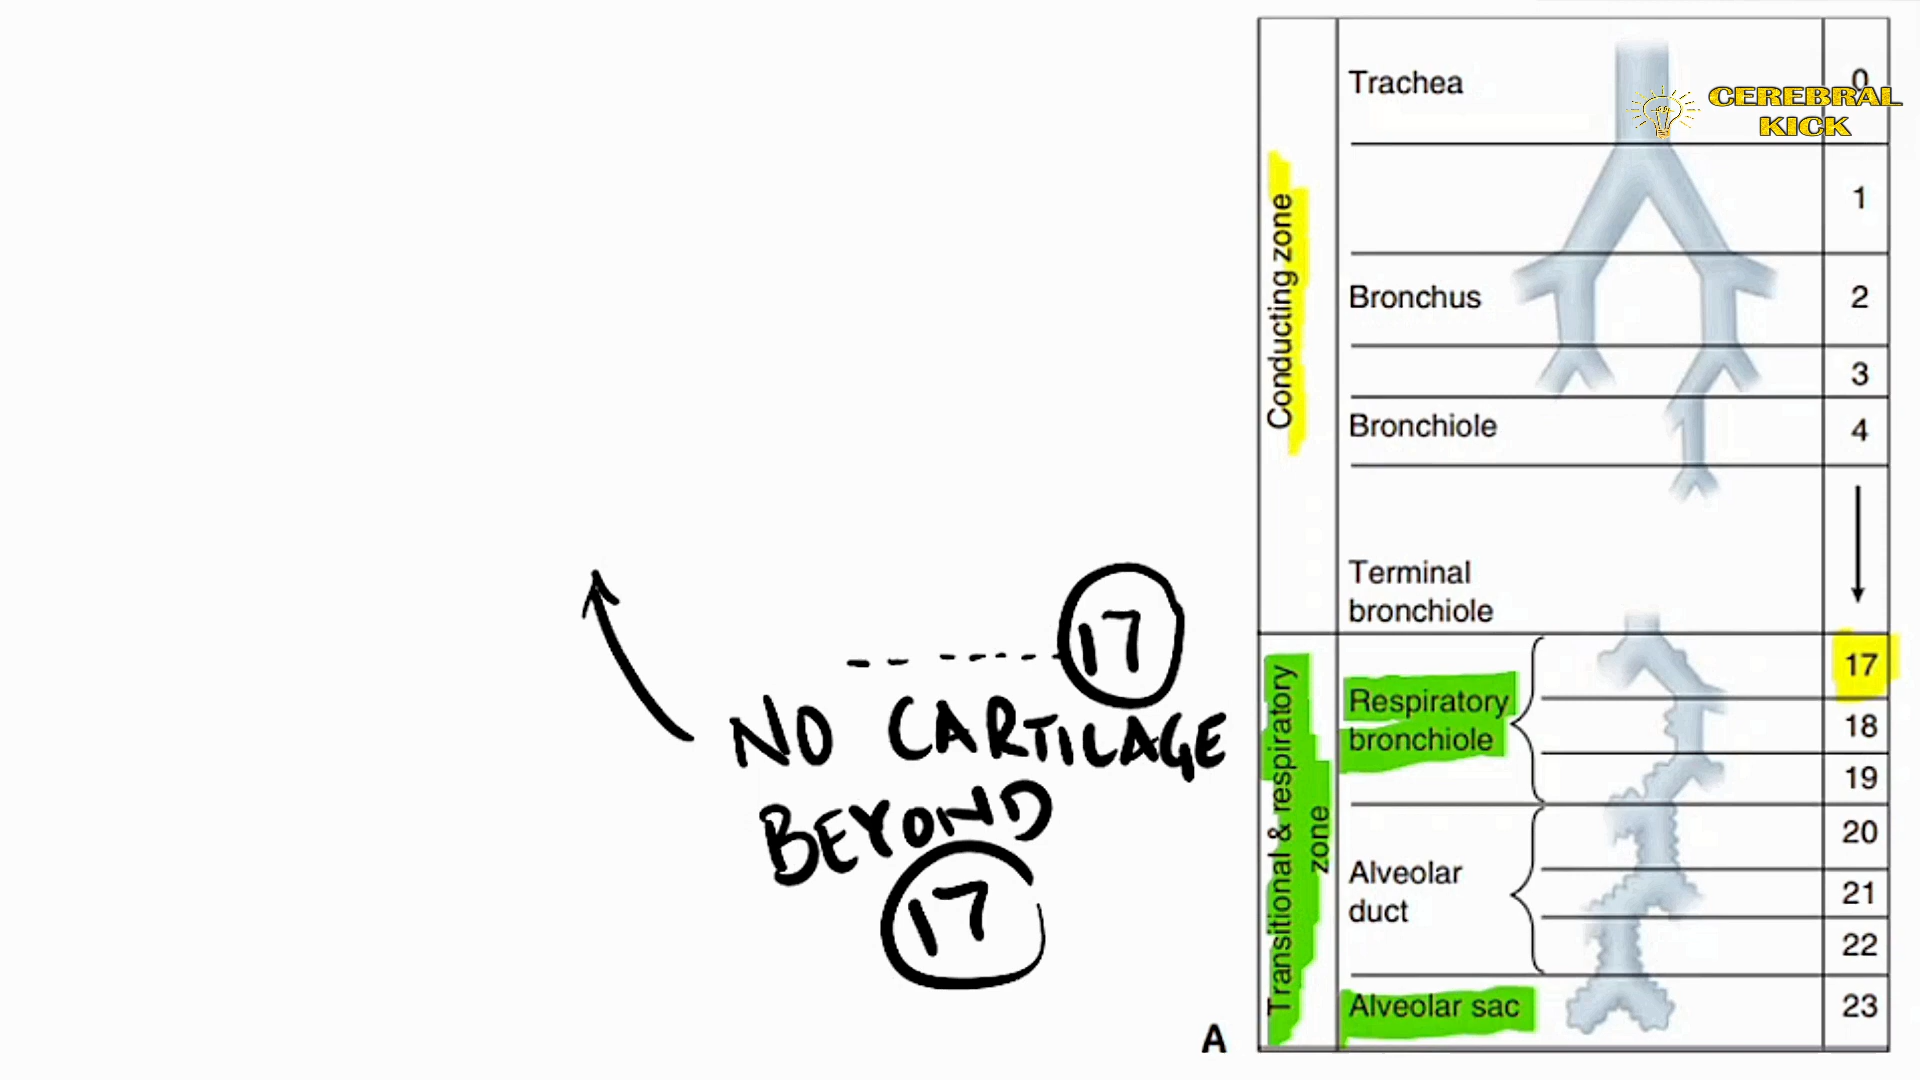 17
NO CARTILAGE
BEYOND
17
A
Conducting zone
Transitional & respiratory
zone
Trachea
0
CEREBRAL
KICK
1
Bronchus
2
3
Bronchiole
4
Terminal
bronchiole
Respiratory
bronchiole
17
18
19
Alveolar
duct
20
21
22
Alveolar sac
23